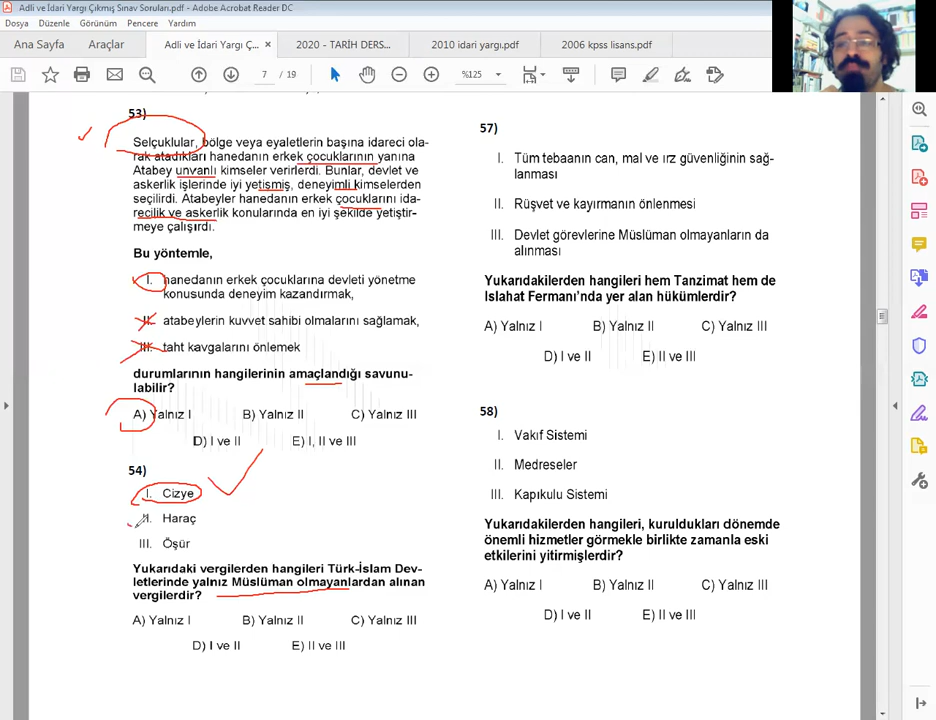 Adli ve İdari Yargı Çıkmış Sınav Soruları.pdf - Adobe Acrobat Reader DC
Dosya Düzenle Görünüm Pencere Yardım
Ana Sayfa Araçlar Adli ve İdari Yargı Ç... × 2020 - TARİH DERS... 2010 idari yargı.pdf 2006 kpss lisans.pdf
7 / 19 %125
53)
Selçuklular, bölge veya eyaletlerin başına idareci ola-
rak atadıkları hanedanın erkek çocuklarının yanına
Atabey unvanlı kimseler verirlerdi. Bunlar, devlet ve
askerlik işlerinde iyi yetişmiş, deneyimli kimselerden
seçilirdi. Atabeyler hanedanın erkek çocuklarını ida-
recilik ve askerlik konularında en iyi şekilde yetiştir-
meye çalışırdı.
Bu yöntemle,
I. hanedanın erkek çocuklarına devleti yönetme
konusunda deneyim kazandırmak,
II. atabeylerin kuvvet sahibi olmalarını sağlamak,
III. taht kavgalarını önlemek
durumlarının hangilerinin amaçlandığı savunu-
labilir?
A) Yalnız I B) Yalnız II C) Yalnız III
D) I ve II E) I, II ve III
54)
I. Cizye
II. Haraç
III. Öşür
Yukarıdaki vergilerden hangileri Türk-İslam Dev-
letlerinde yalnız Müslüman olmayanlardan alınan
vergilerdir?
A) Yalnız I B) Yalnız II C) Yalnız III
D) I ve II E) II ve III
57)
I. Tüm tebaanın can, mal ve ırz güvenliğinin sağ-
lanması
II. Rüşvet ve kayırmanın önlenmesi
III. Devlet görevlerine Müslüman olmayanların da
alınması
Yukarıdakilerden hangileri hem Tanzimat hem de
Islahat Fermanı'nda yer alan hükümlerdir?
A) Yalnız I B) Yalnız II C) Yalnız III
D) I ve II E) II ve III
58)
I. Vakıf Sistemi
II. Medreseler
III. Kapıkulu Sistemi
Yukarıdakilerden hangileri, kuruldukları dönemde
önemli hizmetler görmekle birlikte zamanla eski
etkilerini yitirmişlerdir?
A) Yalnız I B) Yalnız II C) Yalnız III
D) I ve II E) II ve III